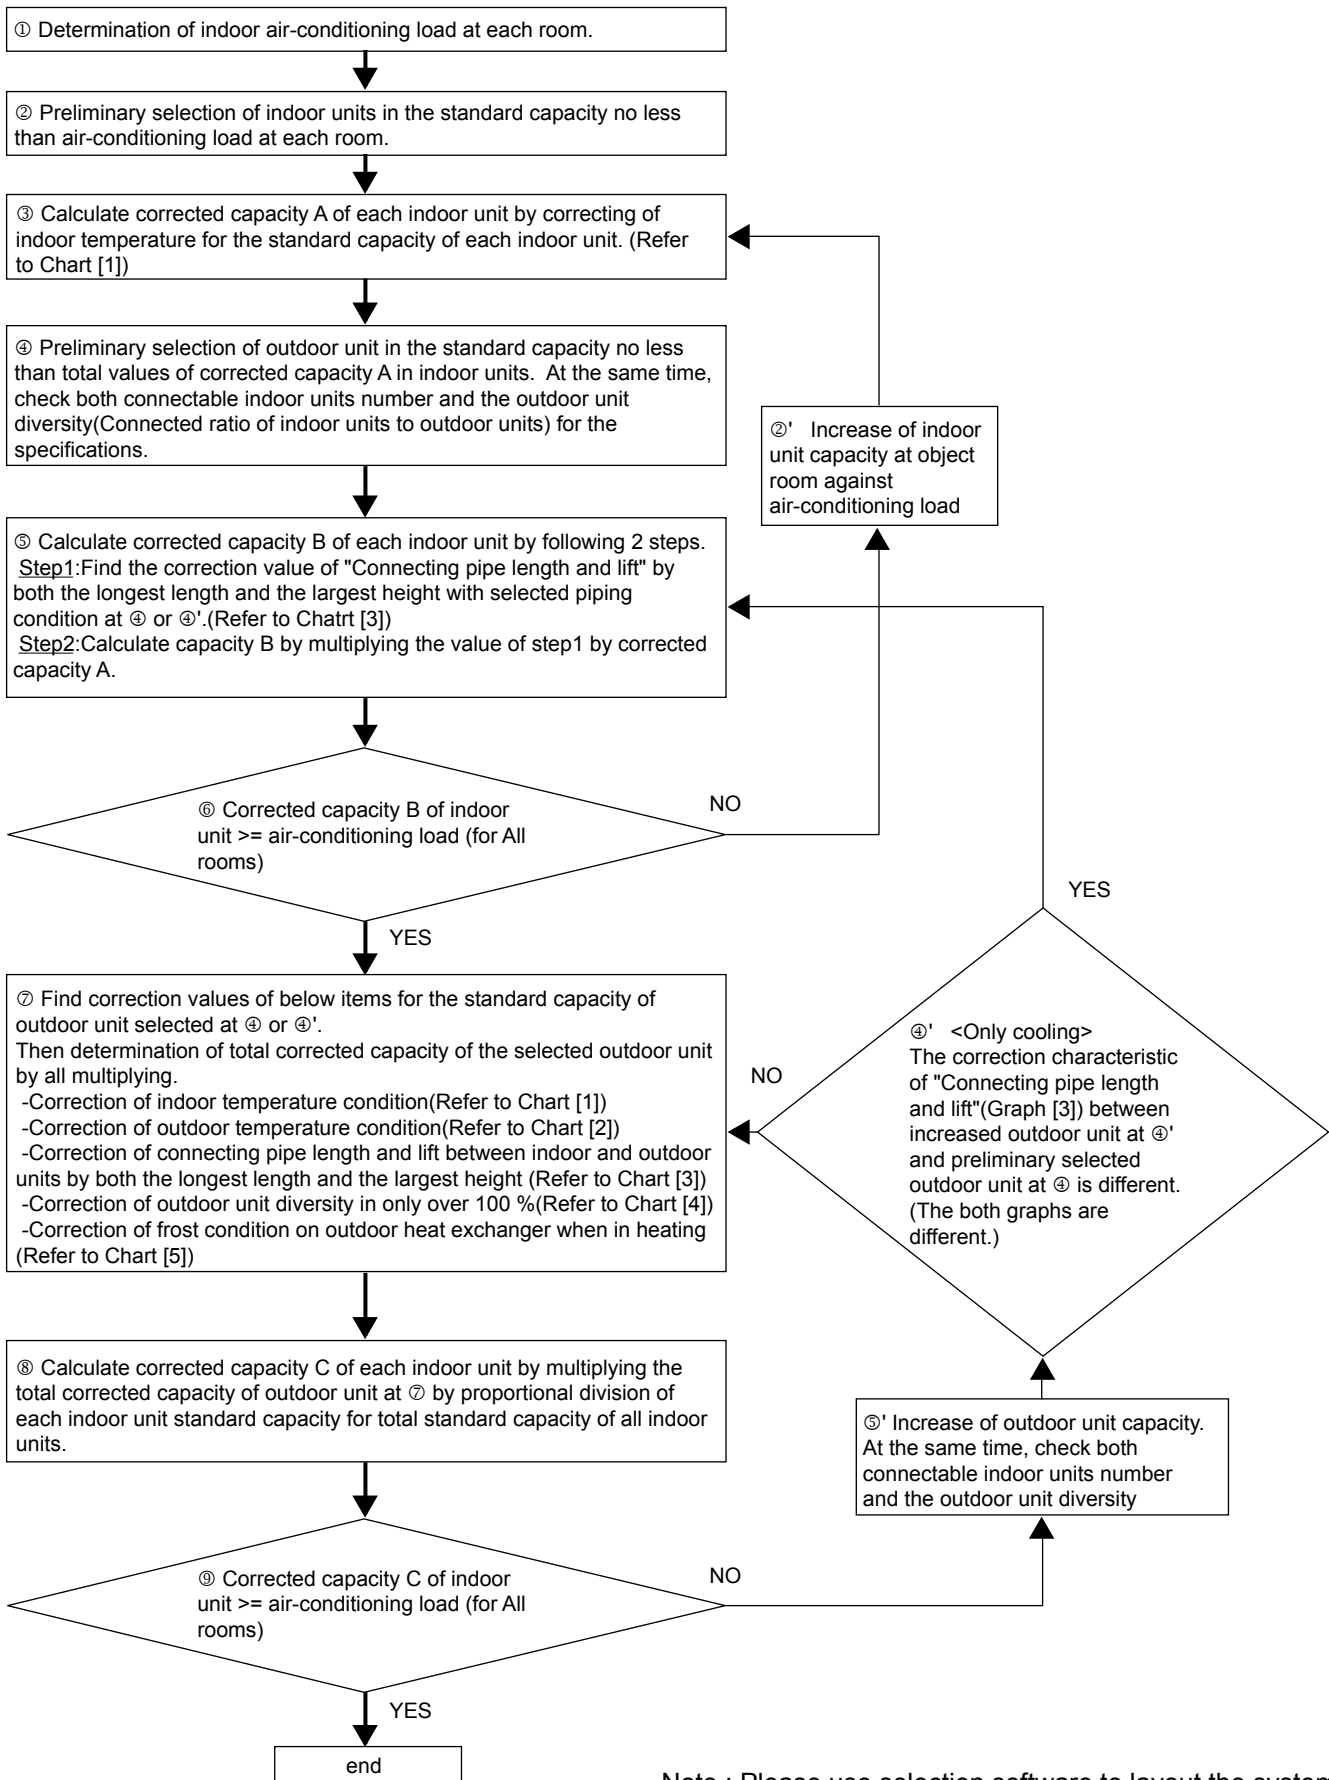 ① Determination of indoor air-conditioning load at each room.
② Preliminary selection of indoor units in the standard capacity no less
than air-conditioning load at each room.
③ Calculate corrected capacity A of each indoor unit by correcting of
indoor temperature for the standard capacity of each indoor unit. (Refer
to Chart [1])
④ Preliminary selection of outdoor unit in the standard capacity no less
than total values of corrected capacity A in indoor units.  At the same time,
check both connectable indoor units number and the outdoor unit
diversity(Connected ratio of indoor units to outdoor units) for the
specifications.
②'   Increase of indoor
unit capacity at object
room against
air-conditioning load
⑤ Calculate corrected capacity B of each indoor unit by following 2 steps.
Step1:Find the correction value of "Connecting pipe length and lift" by
both the longest length and the largest height with selected piping
condition at ④ or ④'.(Refer to Chatrt [3])
Step2:Calculate capacity B by multiplying the value of step1 by corrected
capacity A.
⑥ Corrected capacity B of indoor
unit >= air-conditioning load (for All
rooms)
NO
YES
YES
⑦ Find correction values of below items for the standard capacity of
outdoor unit selected at ④ or ④'.
Then determination of total corrected capacity of the selected outdoor unit
by all multiplying.
-Correction of indoor temperature condition(Refer to Chart [1])
-Correction of outdoor temperature condition(Refer to Chart [2])
-Correction of connecting pipe length and lift between indoor and outdoor
units by both the longest length and the largest height (Refer to Chart [3])
-Correction of outdoor unit diversity in only over 100 %(Refer to Chart [4])
-Correction of frost condition on outdoor heat exchanger when in heating
(Refer to Chart [5])
NO
④'   <Only cooling>
The correction characteristic
of "Connecting pipe length
and lift"(Graph [3]) between
increased outdoor unit at ④'
and preliminary selected
outdoor unit at ④ is different.
(The both graphs are
different.)
⑧ Calculate corrected capacity C of each indoor unit by multiplying the
total corrected capacity of outdoor unit at ⑦ by proportional division of
each indoor unit standard capacity for total standard capacity of all indoor
units.
⑤' Increase of outdoor unit capacity.
At the same time, check both
connectable indoor units number
and the outdoor unit diversity
⑨ Corrected capacity C of indoor
unit >= air-conditioning load (for All
rooms)
NO
YES
end
Note : Please use selection software to layout the system